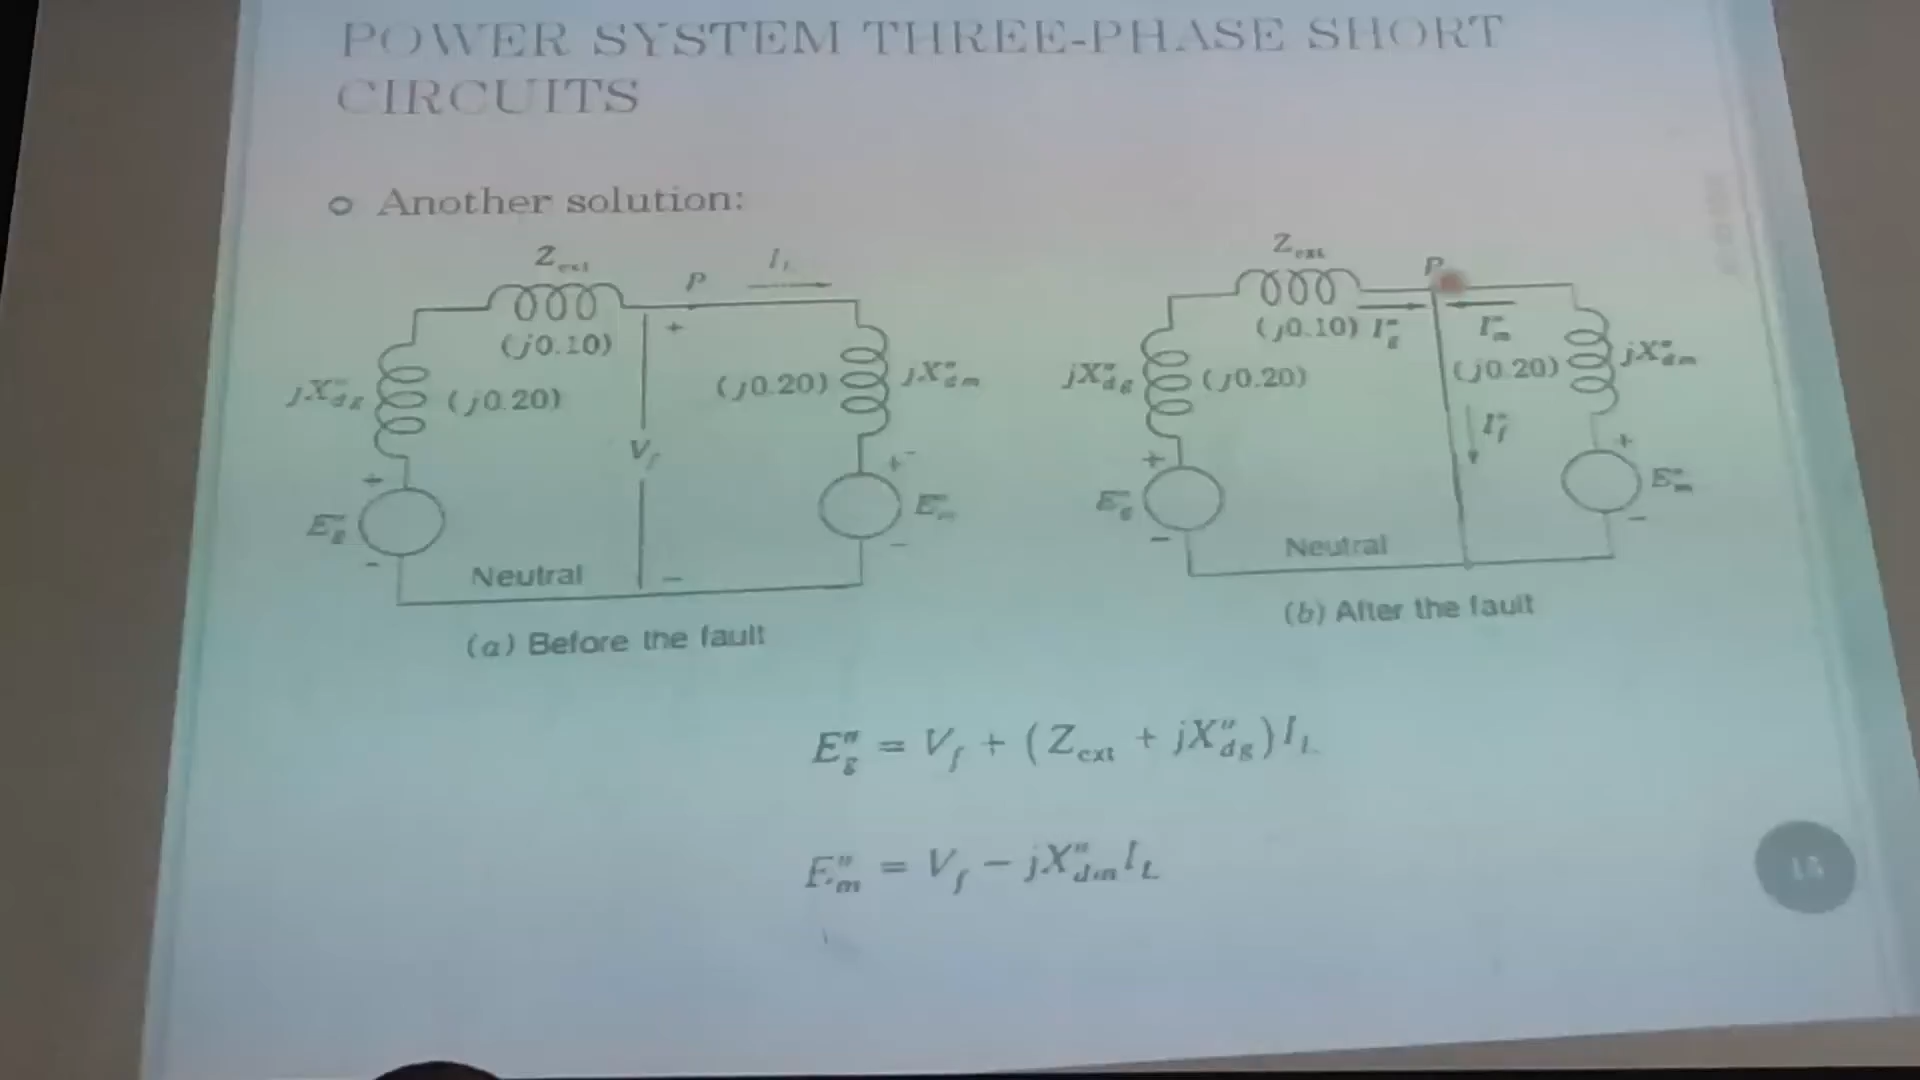 POWER SYSTEM THREE-PHASE SHORT
CIRCUITS
Another solution:
Z_ext
P
I_L
+
(j0.10)
jX"_dg
(j0.20)
(j0.20)
jX"_dm
V_f
+
+
E"_g
E"_m
-
-
Neutral
-
(a) Before the fault
Z_ext
P
(j0.10) I"_g
I"_m
jX"_dg
(j0.20)
(j0.20)
jX"_dm
I"_f
+
+
E"_g
E"_m
-
-
Neutral
(b) After the fault
E"_g = V_f + (Z_ext + jX"_dg)I_L
E"_m = V_f - jX"_dm I_L